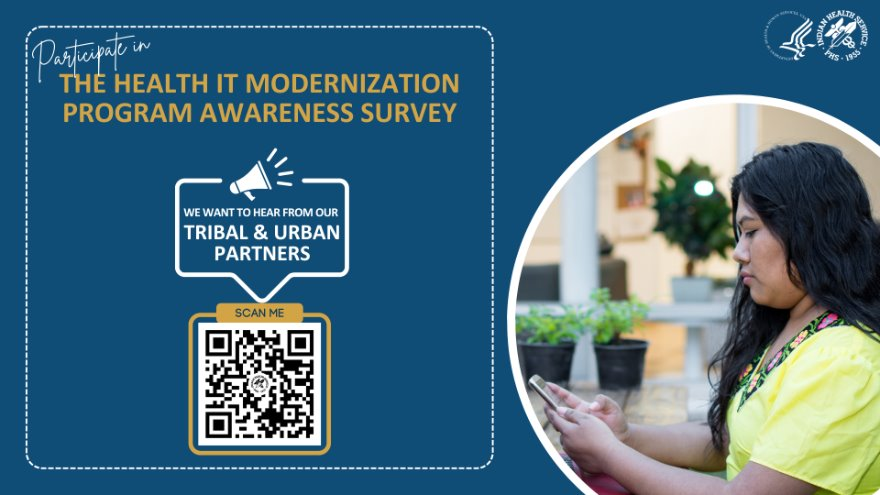 Participate in
THE HEALTH IT MODERNIZATION
PROGRAM AWARENESS SURVEY
WE WANT TO HEAR FROM OUR
TRIBAL & URBAN
PARTNERS
SCAN ME
INDIAN HEALTH SERVICE
PHS - 1955